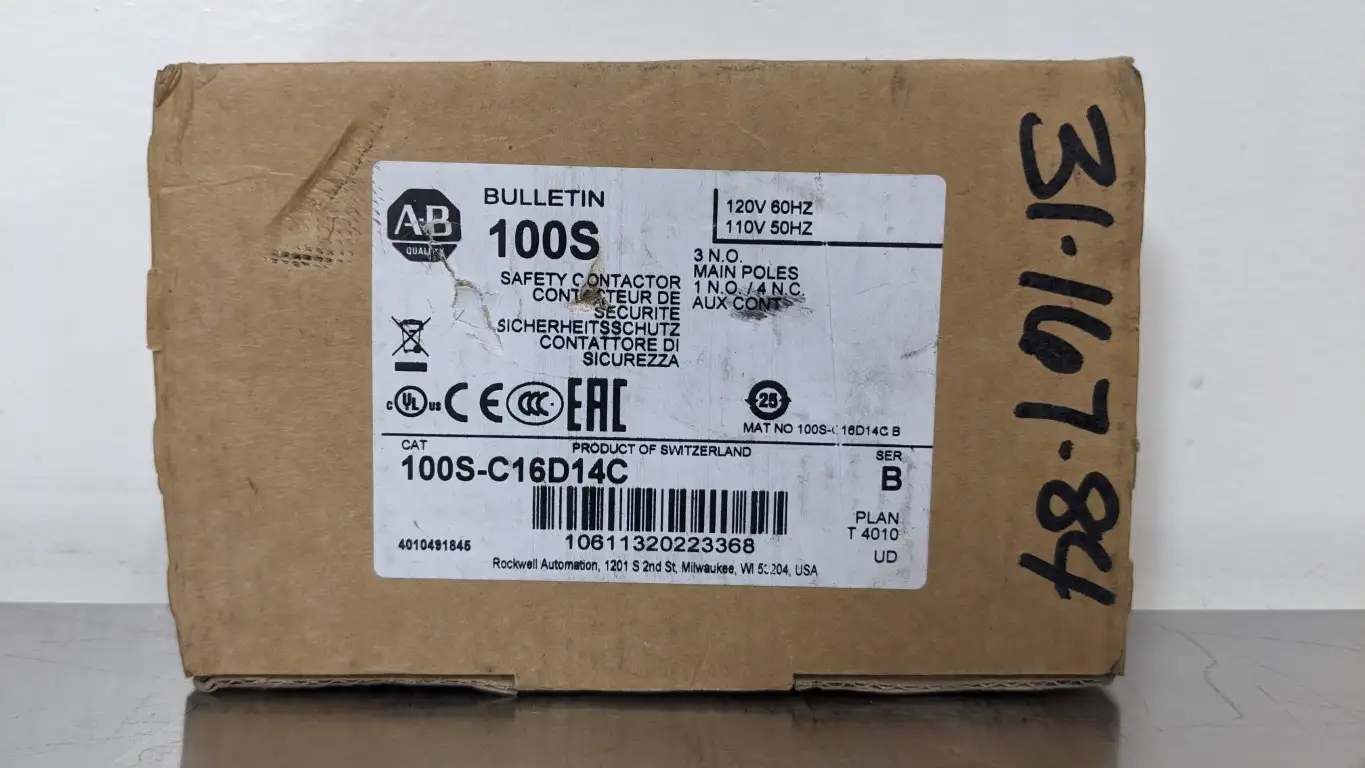 A-B
QUALITY
BULLETIN
100S
SAFETY CONTACTOR
CONTACTEUR DE
SECURITE
SICHERHEITSSCHUTZ
CONTATTORE DI
SICUREZZA
120V 60HZ
110V 50HZ
3 N.O.
MAIN POLES
1 N.O. / 4 N.C.
AUX CONT
C UL US CE CCC EAC
25
MAT NO 100S-C16D14C B
CAT
PRODUCT OF SWITZERLAND
SER
100S-C16D14C
B
PLAN
T 4010
UD
4010491845
10611320223368
Rockwell Automation, 1201 S 2nd St, Milwaukee, WI 53204, USA
31-167-84